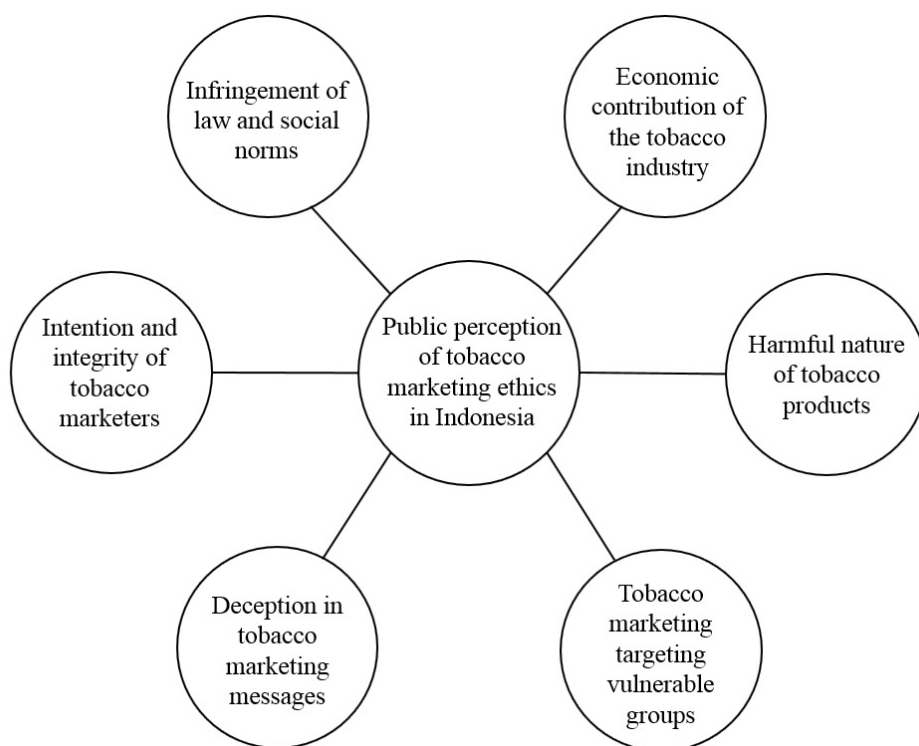 Infringement of
law and social
norms
Economic
contribution of
the tobacco
industry
Intention and
integrity of
tobacco
marketers
Public perception
of tobacco
marketing ethics
in Indonesia
Harmful nature
of tobacco
products
Deception in
tobacco
marketing
messages
Tobacco
marketing
targeting
vulnerable
groups